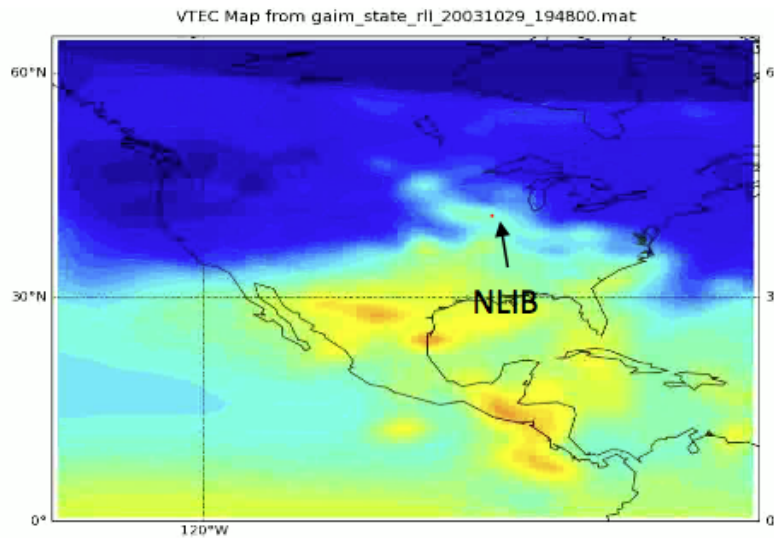 VTEC Map from gaim_state_rll_20031029_194800.mat
60°N
6
NLIB
30°N
3
0°
0
120°W